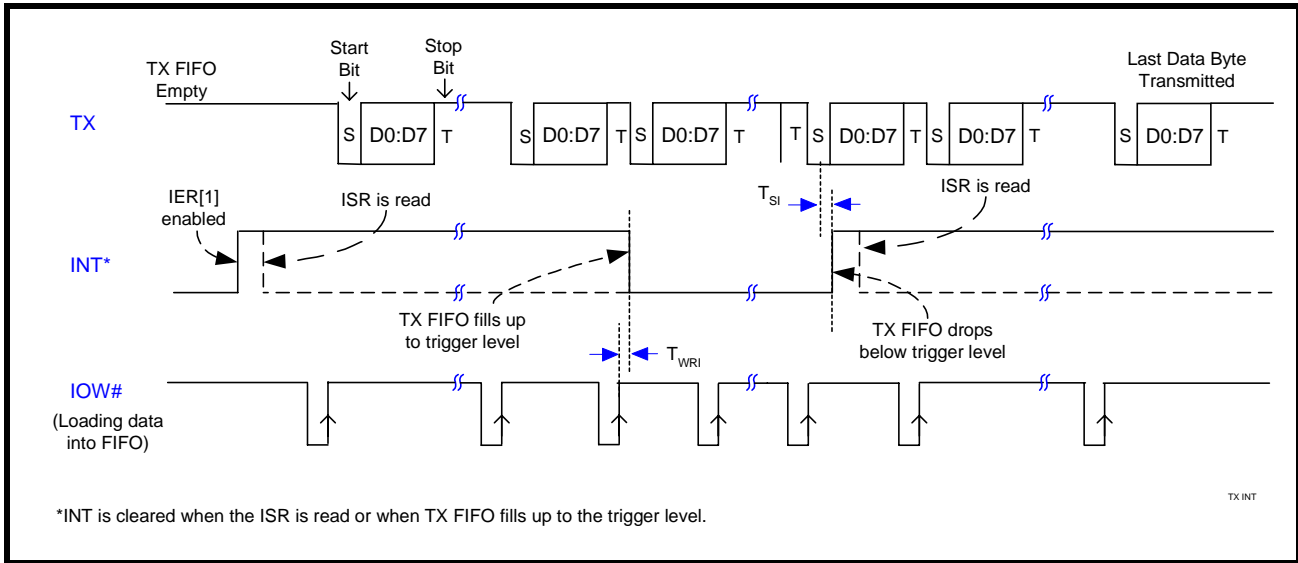 Start
Bit
Stop
Bit
TX FIFO
Empty
Last Data Byte
Transmitted
TX
S D0:D7 T S D0:D7 T S D0:D7 T T S D0:D7 T S D0:D7 T S D0:D7 T
IER[1]
enabled
ISR is read
TSI
ISR is read
INT*
TX FIFO fills up
to trigger level
TX FIFO drops
below trigger level
TWRI
IOW#
(Loading data
into FIFO)
TX INT
*INT is cleared when the ISR is read or when TX FIFO fills up to the trigger level.